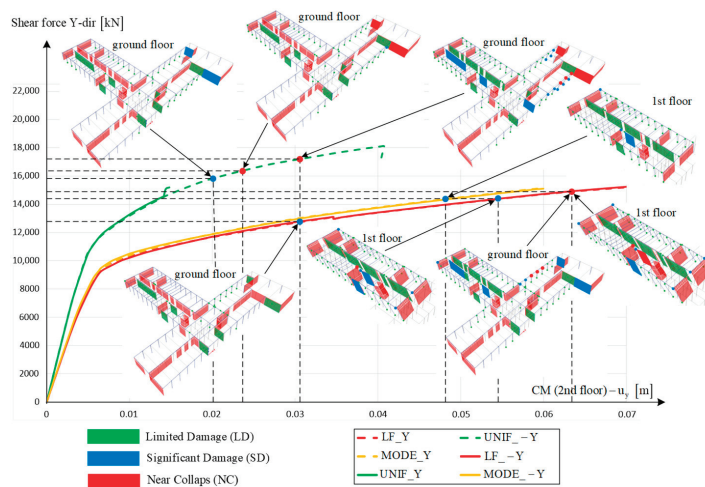 Shear force Y-dir [kN]
ground floor
ground floor
ground floor
1st floor
22,000
20,000
18,000
16,000
14,000
12,000
10,000
8000
6000
4000
2000
0
1st floor
1st floor
ground floor
ground floor
CM (2nd floor) – uy [m]
0
0.01
0.02
0.03
0.04
0.05
0.06
0.07
Limited Damage (LD)
Significant Damage (SD)
Near Collaps (NC)
LF_Y
UNIF_-Y
MODE_Y
LF_-Y
UNIF_Y
MODE_-Y